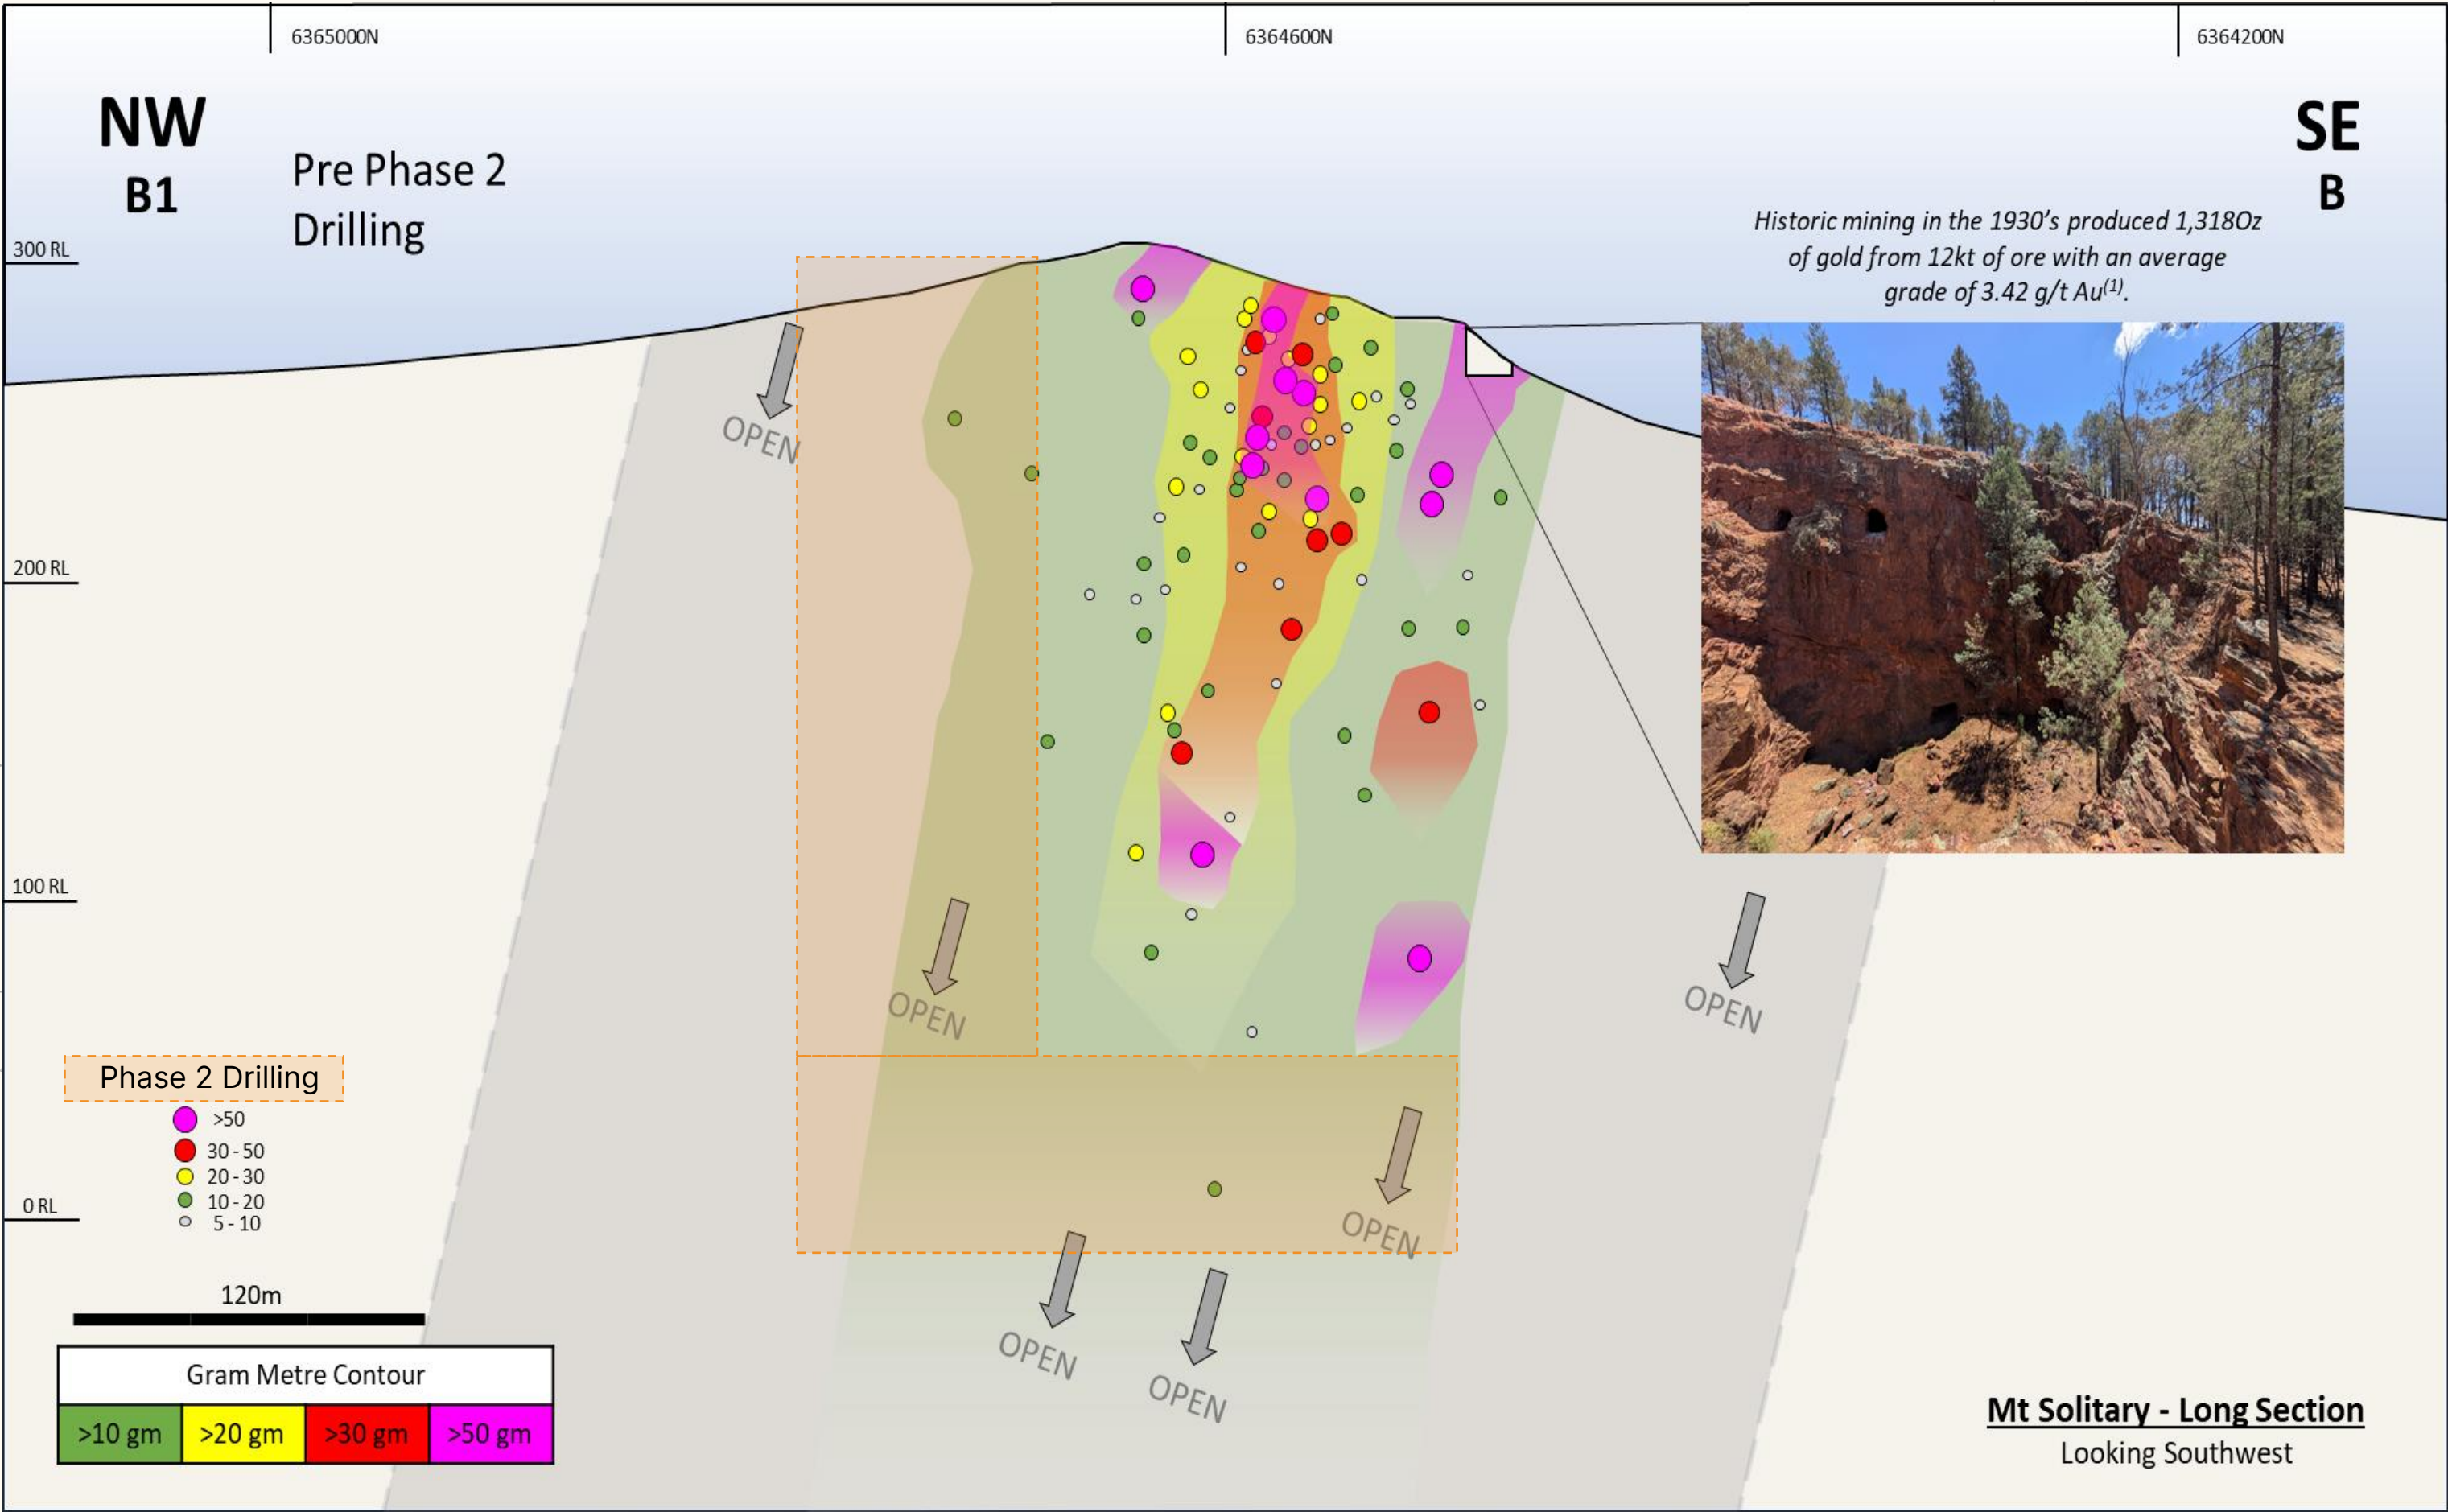 6365000N
6364600N
6364200N
NW
B1
Pre Phase 2
Drilling
SE
B
Historic mining in the 1930’s produced 1,318Oz
of gold from 12kt of ore with an average
grade of 3.42 g/t Au(1).
300 RL
OPEN
200 RL
100 RL
OPEN
OPEN
Phase 2 Drilling
>50
30 - 50
20 - 30
10 - 20
5 - 10
0 RL
OPEN
OPEN
OPEN
120m
Gram Metre Contour
>10 gm >20 gm >30 gm >50 gm
Mt Solitary - Long Section
Looking Southwest